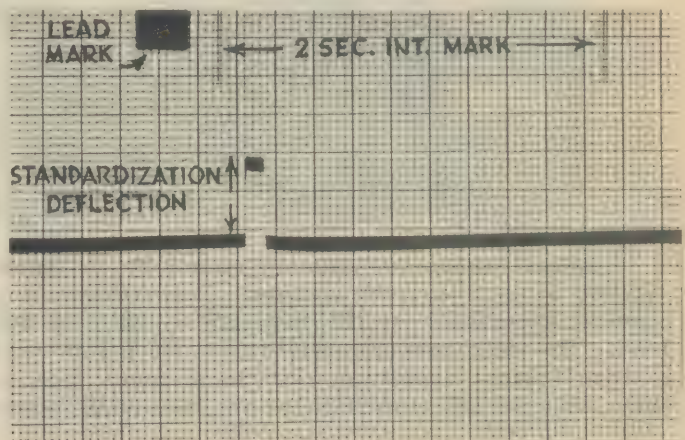 LEAD
MARK
2 SEC. INT. MARK
STANDARDIZATION
DEFLECTION